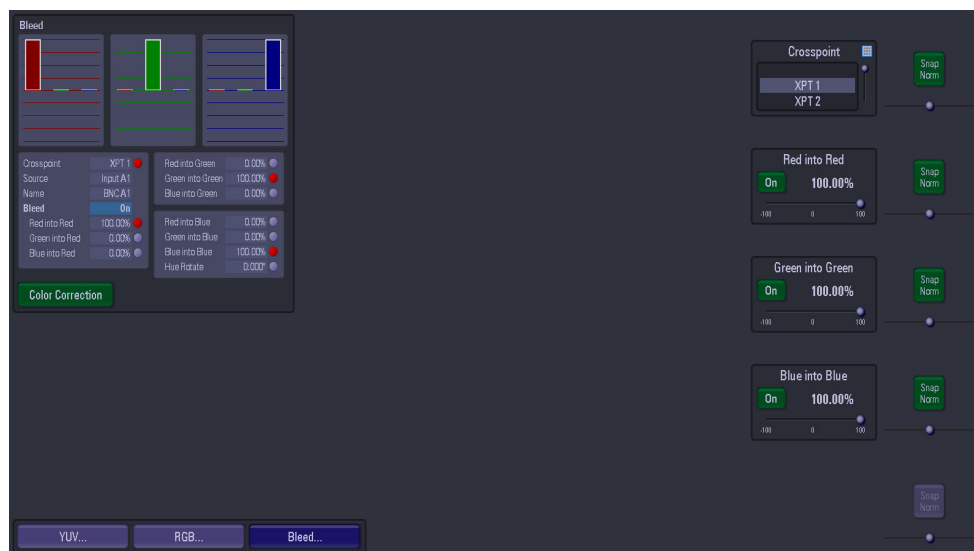 Bleed
Crosspoint XPT 1
Source Input A1
Name BNC A1
Bleed On
Red into Red 100.00%
Green into Red 0.00%
Blue into Red 0.00%
Red into Green 0.00%
Green into Green 100.00%
Blue into Green 0.00%
Red into Blue 0.00%
Green into Blue 0.00%
Blue into Blue 100.00%
Hue Rotate 0.000°
Color Correction
Crosspoint
XPT 1
XPT 2
Snap
Norm
Red into Red
On 100.00%
-100 0 100
Snap
Norm
Green into Green
On 100.00%
-100 0 100
Snap
Norm
Blue into Blue
On 100.00%
-100 0 100
Snap
Norm
Snap
Norm
YUV...
RGB...
Bleed...